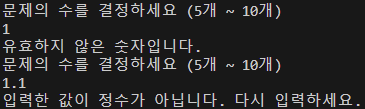 문제의 수를 결정하세요 (5개 ~ 10개)
1
유효하지 않은 숫자입니다.
문제의 수를 결정하세요 (5개 ~ 10개)
1.1
입력한 값이 정수가 아닙니다. 다시 입력하세요.